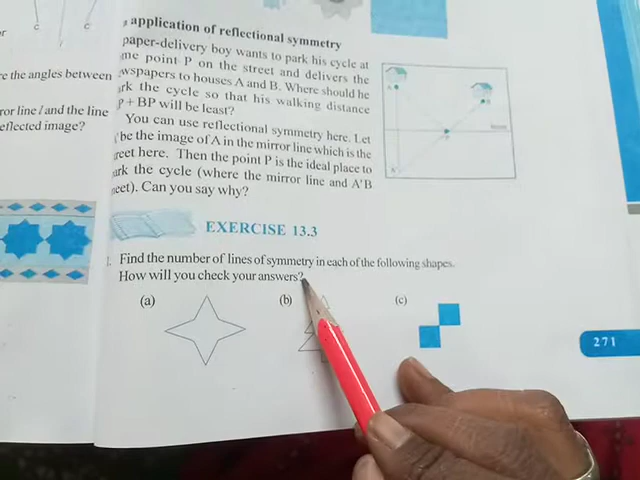 application of reflectional symmetry
paper-delivery boy wants to park his cycle at
me point P on the street and delivers the
wspapers to houses A and B. Where should he
rk the cycle so that his walking distance
P + BP will be least?
You can use reflectional symmetry here. Let
be the image of A in the mirror line which is the
reet here. Then the point P is the ideal place to
ark the cycle (where the mirror line and A'B
neet). Can you say why?
re the angles between
ror line l and the line
eflected image?
EXERCISE 13.3
1. Find the number of lines of symmetry in each of the following shapes.
How will you check your answers?
(a) (b) (c)
271